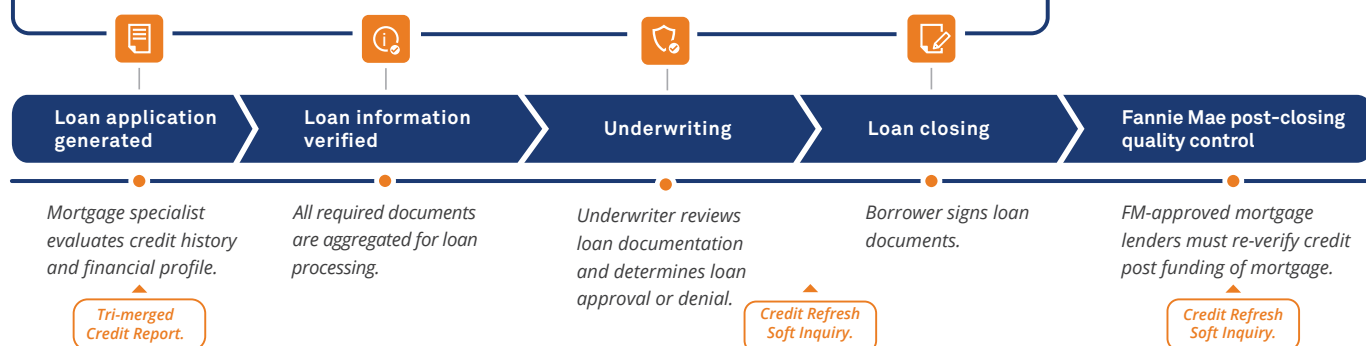 Loan application
generated
Loan information
verified
Underwriting
Loan closing
Fannie Mae post-closing
quality control
Mortgage specialist
evaluates credit history
and financial profile.
All required documents
are aggregated for loan
processing.
Underwriter reviews
loan documentation
and determines loan
approval or denial.
Borrower signs loan
documents.
FM-approved mortgage
lenders must re-verify credit
post funding of mortgage.
Tri-merged
Credit Report.
Credit Refresh
Soft Inquiry.
Credit Refresh
Soft Inquiry.